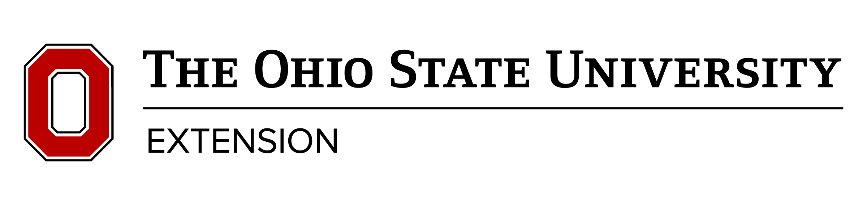 THE OHIO STATE UNIVERSITY
EXTENSION